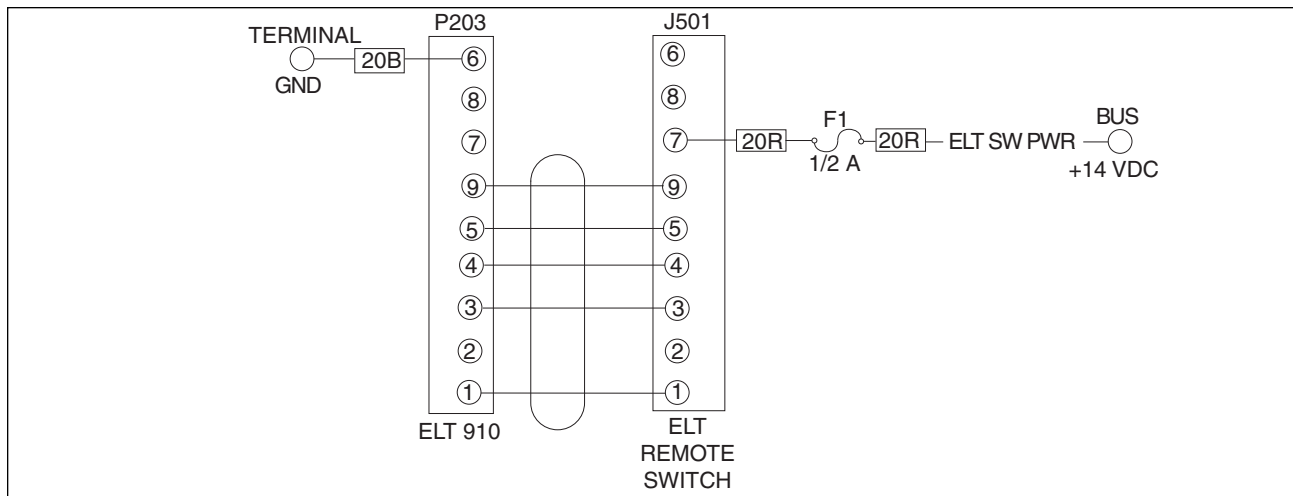 P203
J501
TERMINAL
GND
20B
6
8
7
9
5
4
3
2
1
6
8
7
9
5
4
3
2
1
20R
F1
1/2 A
20R
ELT SW PWR
BUS
+14 VDC
ELT 910
ELT
REMOTE
SWITCH